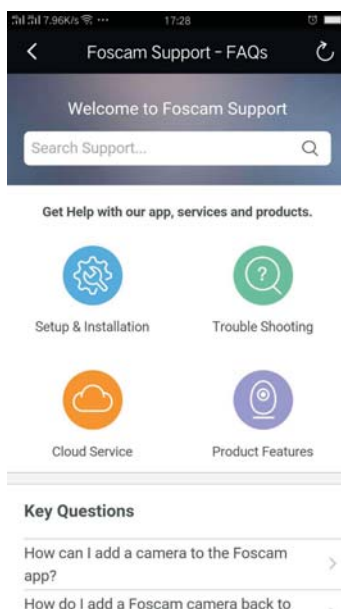 7.96K/s 17:28
Foscam Support - FAQs
Welcome to Foscam Support
Search Support...
Get Help with our app, services and products.
Setup & Installation Trouble Shooting
Cloud Service Product Features
Key Questions
How can I add a camera to the Foscam
app?
How do I add a Foscam camera back to